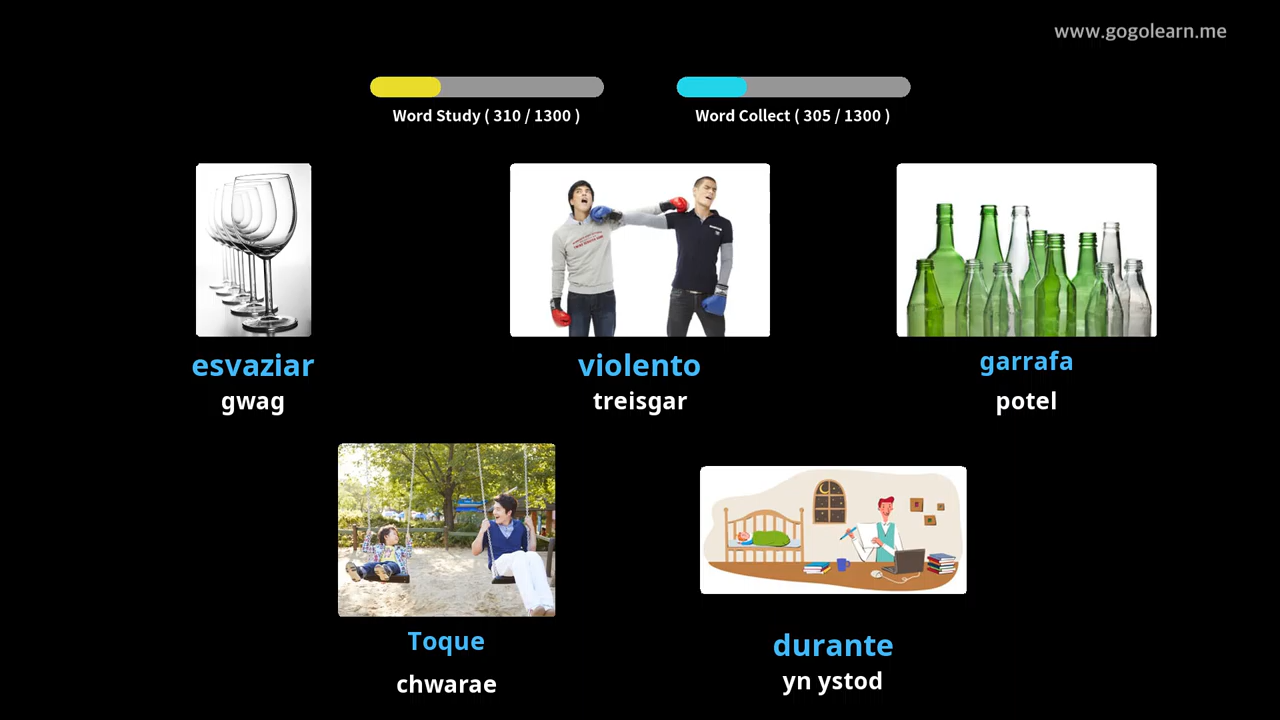 www.gogolearn.me
Word Study ( 310 / 1300 )
Word Collect ( 305 / 1300 )
esvaziar
gwag
violento
treisgar
garrafa
potel
Toque
chwarae
durante
yn ystod